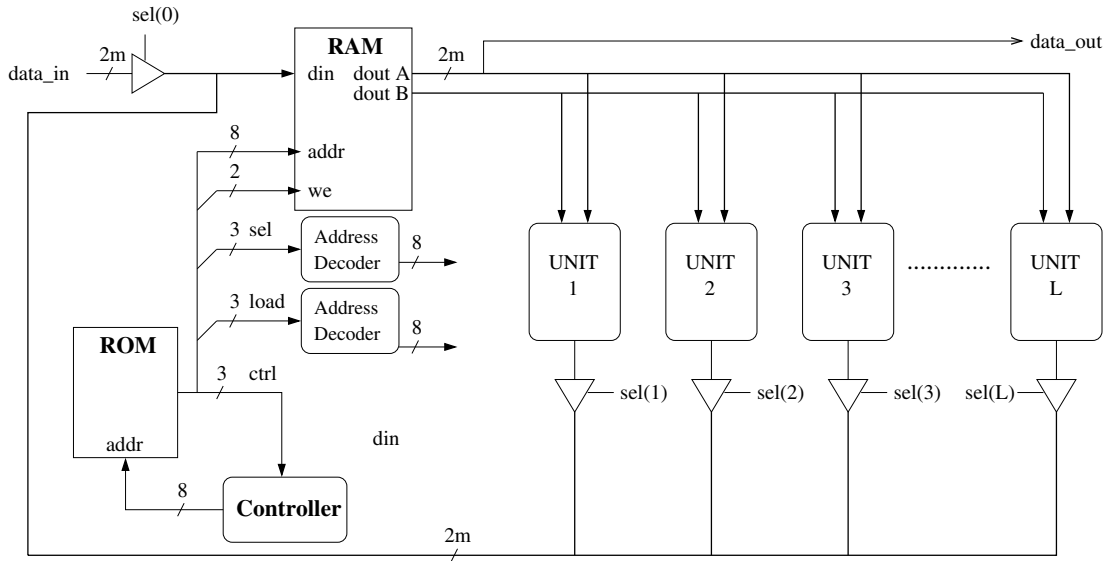 sel(0)
data_in
2m
RAM
din
dout A
dout B
2m
data_out
8
addr
2
we
3 sel
Address
Decoder
8
3 load
Address
Decoder
8
UNIT
1
UNIT
2
UNIT
3
.............
UNIT
L
ROM
3 ctrl
addr
sel(1)
sel(2)
sel(3)
sel(L)
din
8
Controller
2m